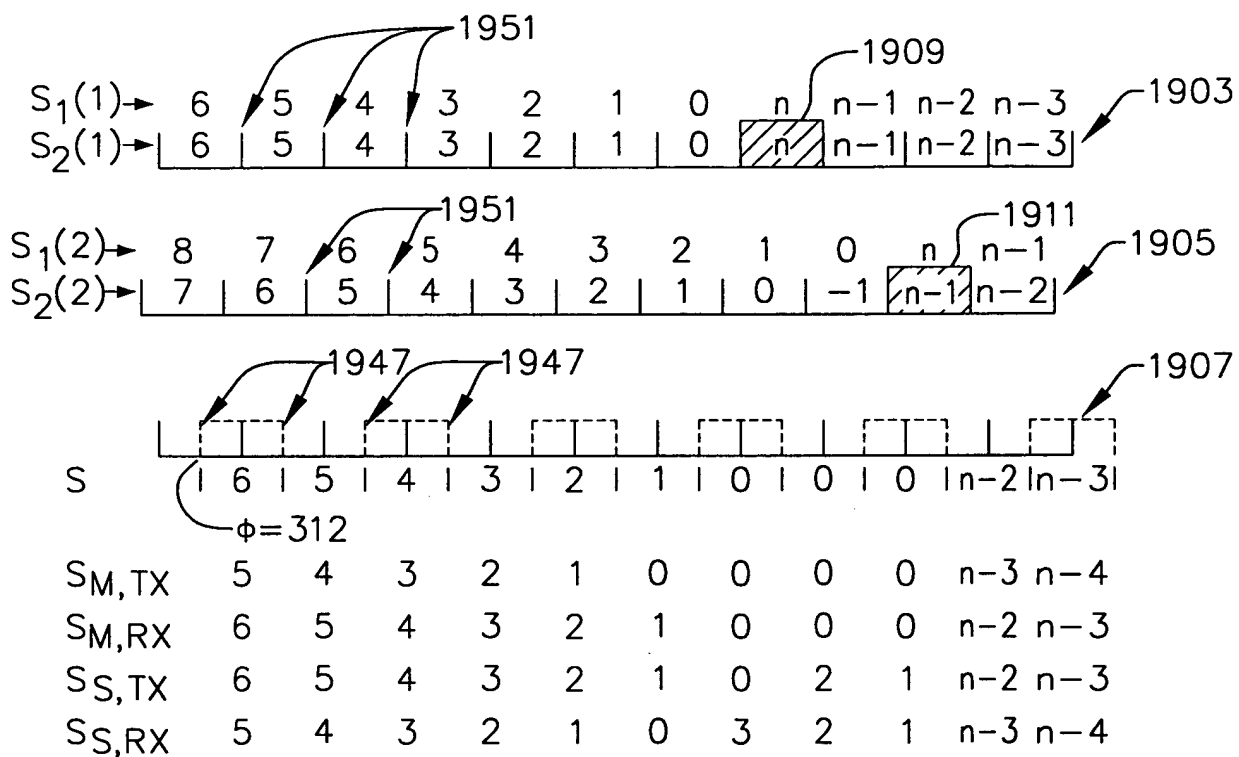 1951
1909
S1(1)→ 6 5 4 3 2 1 0 n n-1 n-2 n-3
1903
S2(1)→ 6 5 4 3 2 1 0 n n-1 n-2 n-3
1951
1911
S1(2)→ 8 7 6 5 4 3 2 1 0 n n-1
1905
S2(2)→ 7 6 5 4 3 2 1 0 -1 n-1 n-2
1947 1947 1907
S 6 5 4 3 2 1 0 0 0 n-2 n-3
Φ=312
SM,TX 5 4 3 2 1 0 0 0 0 n-3 n-4
SM,RX 6 5 4 3 2 1 0 0 0 n-2 n-3
SS,TX 6 5 4 3 2 1 0 2 1 n-2 n-3
SS,RX 5 4 3 2 1 0 3 2 1 n-3 n-4